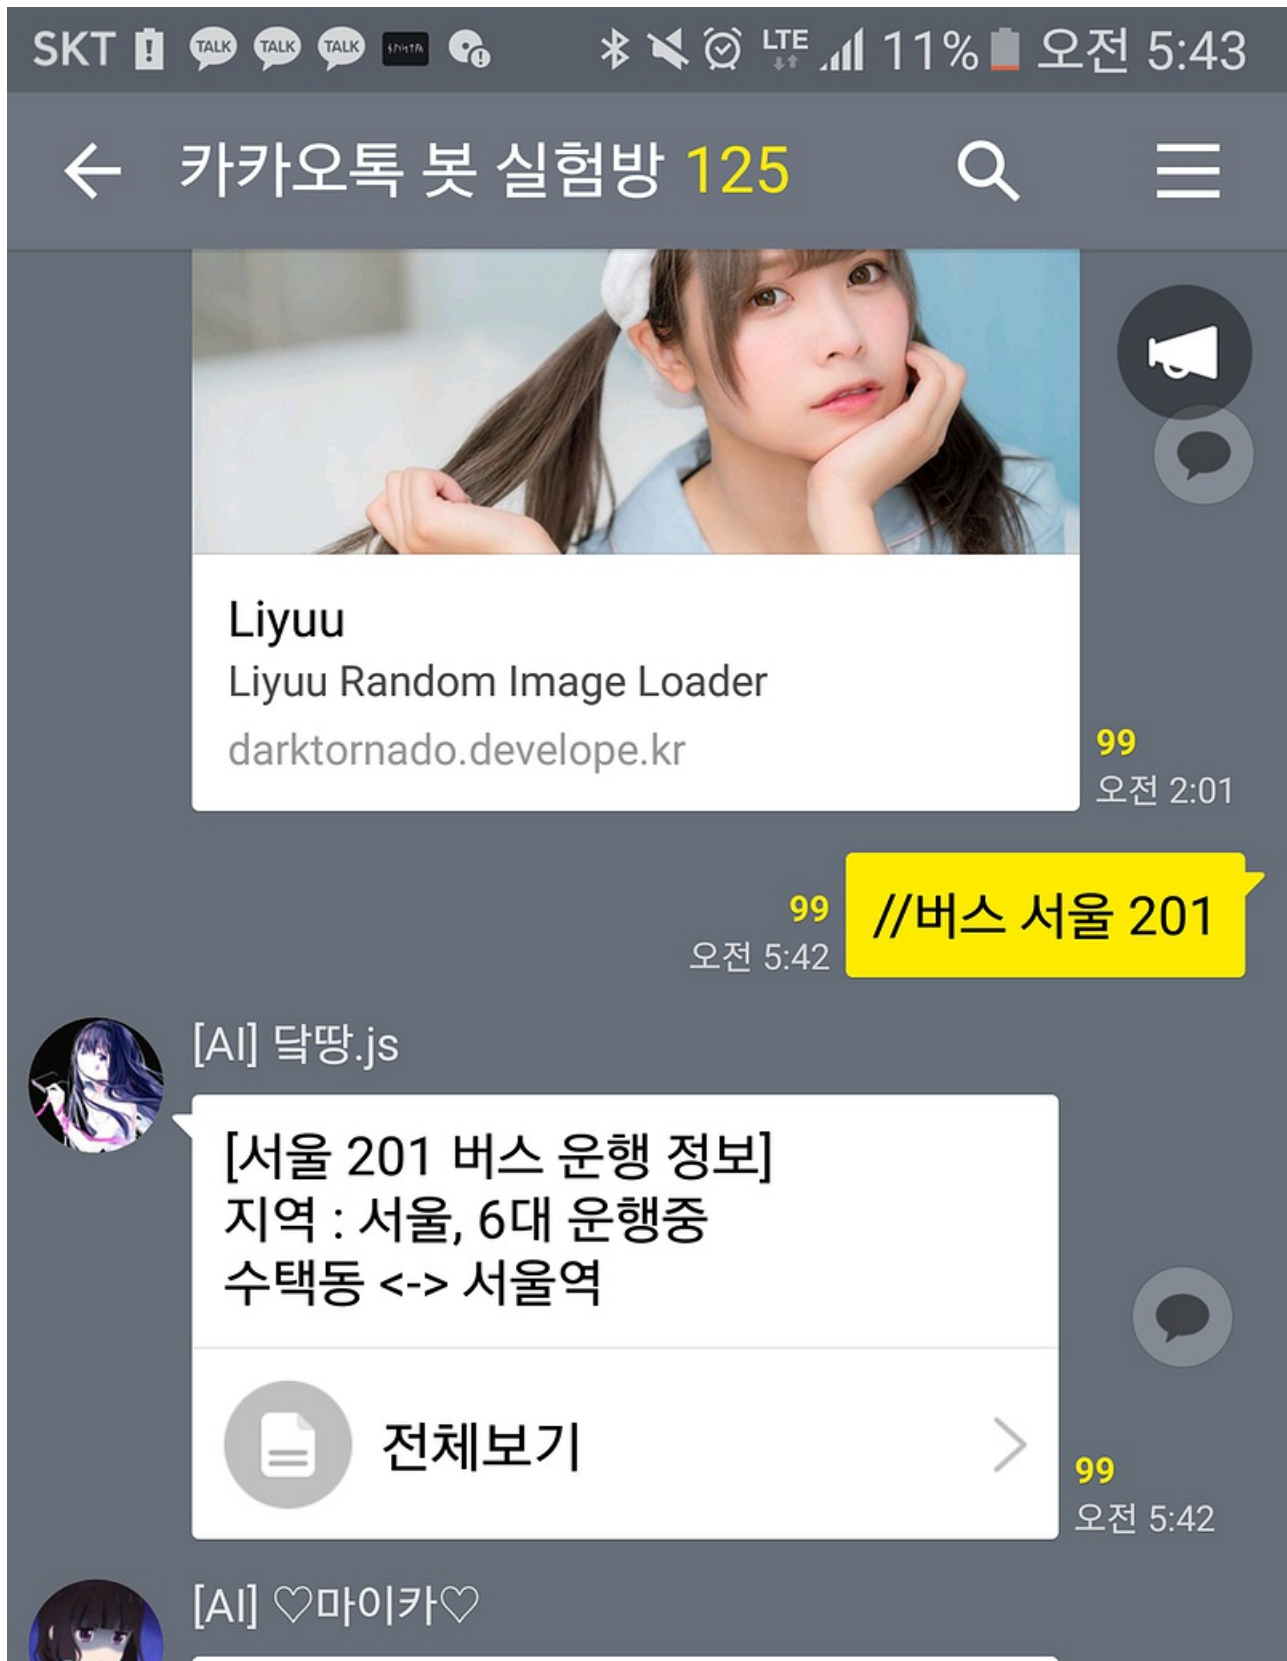 SKT TALK TALK TALK LTE 11% 오전 5:43
카카오톡 봇 실험방 125
Liyuu
Liyuu Random Image Loader
darktornado.develope.kr
99
오전 2:01
//버스 서울 201
99
오전 5:42
[AI] 닼땅.js
[서울 201 버스 운행 정보]
지역 : 서울, 6대 운행중
수택동 <-> 서울역
전체보기
99
오전 5:42
[AI] ♡마이카♡